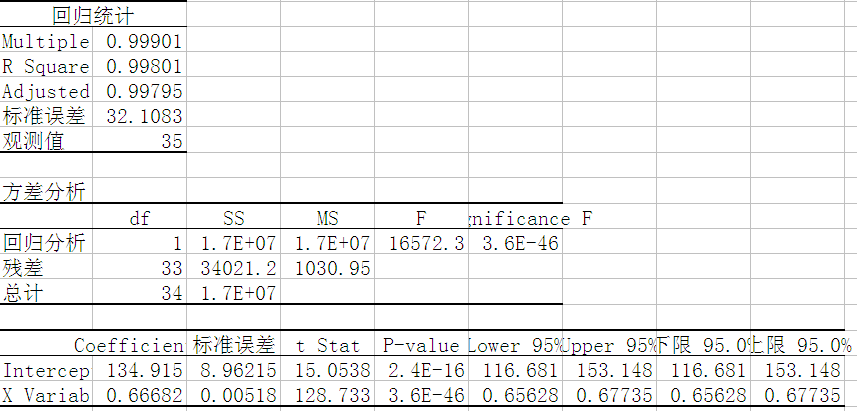 回归统计
Multiple 0.99901
R Square 0.99801
Adjusted 0.99795
标准误差 32.1083
观测值 35
方差分析
df SS MS F gnificance F
回归分析 1 1.7E+07 1.7E+07 16572.3 3.6E-46
残差 33 34021.2 1030.95
总计 34 1.7E+07
Coefficien 标准误差 t Stat P-value Lower 95% Upper 95% 下限 95.0% 上限 95.0%
Intercep 134.915 8.96215 15.0538 2.4E-16 116.681 153.148 116.681 153.148
X Variab 0.66682 0.00518 128.733 3.6E-46 0.65628 0.67735 0.65628 0.67735